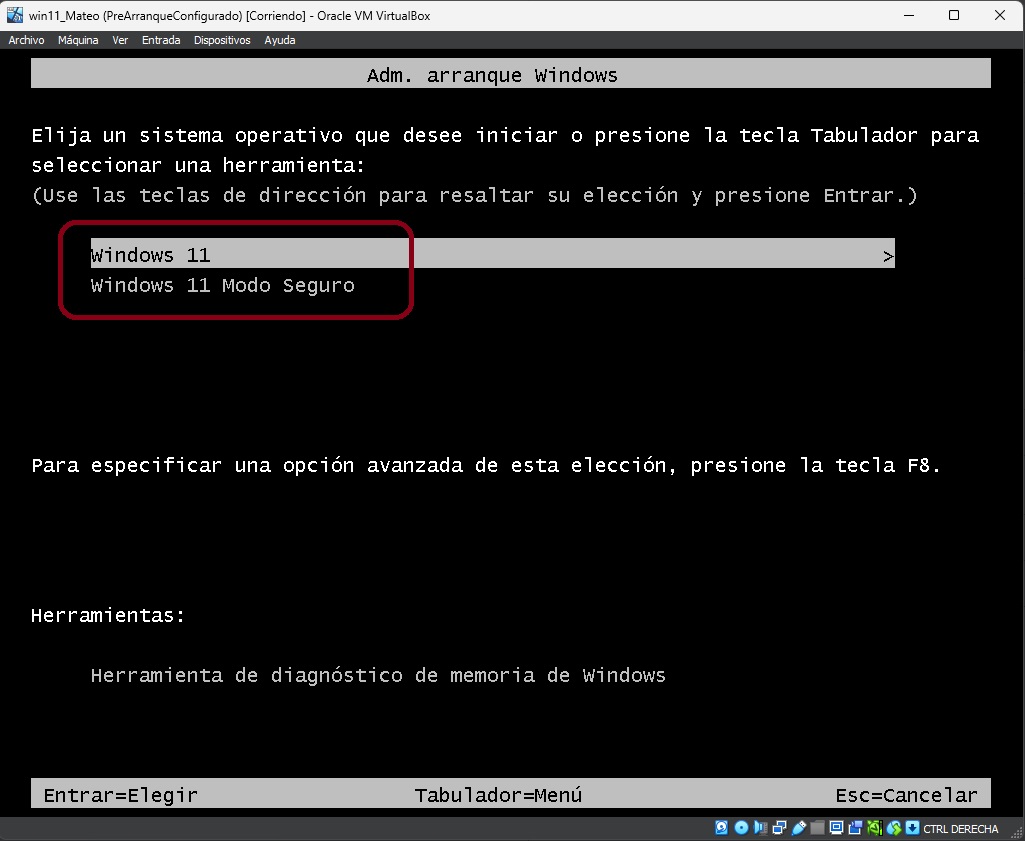 win11_Mateo (PreArranqueConfigurado) [Corriendo] - Oracle VM VirtualBox
Archivo Máquina Ver Entrada Dispositivos Ayuda
Adm. arranque Windows
Elija un sistema operativo que desee iniciar o presione la tecla Tabulador para
seleccionar una herramienta:
(Use las teclas de dirección para resaltar su elección y presione Entrar.)
Windows 11 >
Windows 11 Modo Seguro
Para especificar una opción avanzada de esta elección, presione la tecla F8.
Herramientas:
Herramienta de diagnóstico de memoria de Windows
Entrar=Elegir Tabulador=Menú Esc=Cancelar
CTRL DERECHA